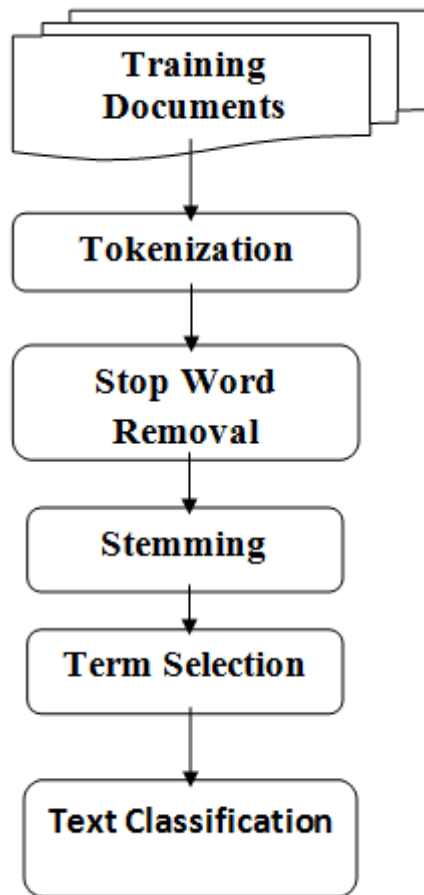 Training
Documents
Tokenization
Stop Word
Removal
Stemming
Term Selection
Text Classification